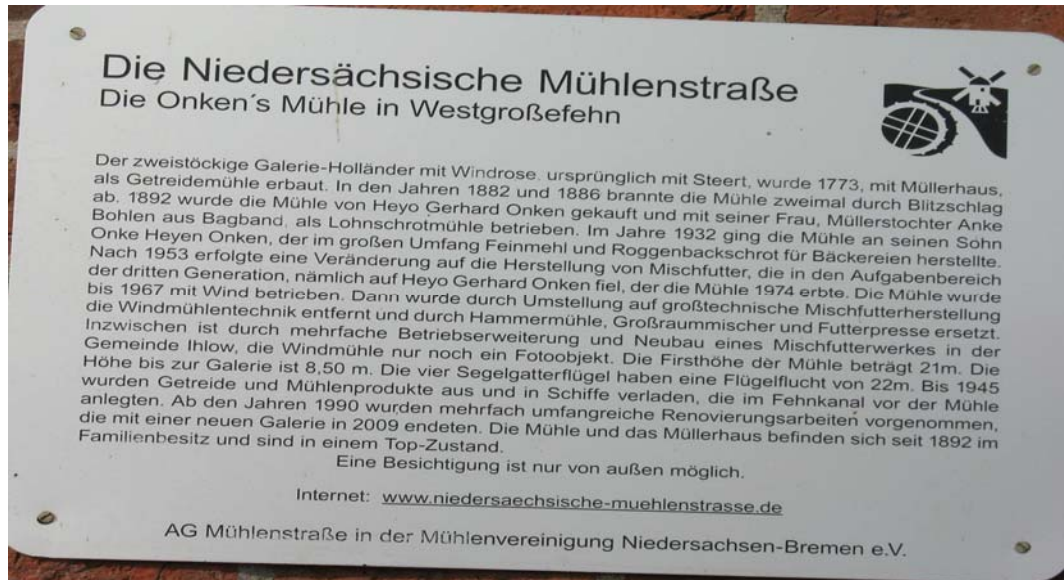 Die Niedersächsische Mühlenstraße
Die Onken's Mühle in Westgroßefehn
Der zweistöckige Galerie-Holländer mit Windrose, ursprünglich mit Steert, wurde 1773, mit Müllerhaus,
als Getreidemühle erbaut. In den Jahren 1882 und 1886 brannte die Mühle zweimal durch Blitzschlag
ab. 1892 wurde die Mühle von Heyo Gerhard Onken gekauft und mit seiner Frau, Müllerstochter Anke
Bohlen aus Bagband, als Lohnschrotmühle betrieben. Im Jahre 1932 ging die Mühle an seinen Sohn
Onke Heyen Onken, der im großen Umfang Feinmehl und Roggenbackschrot für Bäckereien herstellte.
Nach 1953 erfolgte eine Veränderung auf die Herstellung von Mischfutter, die in den Aufgabenbereich
der dritten Generation, nämlich auf Heyo Gerhard Onken fiel, der die Mühle 1974 erbte. Die Mühle wurde
bis 1967 mit Wind betrieben. Dann wurde durch Umstellung auf großtechnische Mischfutterherstellung
die Windmühlentechnik entfernt und durch Hammermühle, Großraummischer und Futterpresse ersetzt.
Inzwischen ist durch mehrfache Betriebserweiterung und Neubau eines Mischfutterwerkes in der
Gemeinde Ihlow, die Windmühle nur noch ein Fotoobjekt. Die Firsthöhe der Mühle beträgt 21m. Die
Höhe bis zur Galerie ist 8,50 m. Die vier Segelgatterflügel haben eine Flügelflucht von 22m. Bis 1945
wurden Getreide und Mühlenprodukte aus und in Schiffe verladen, die im Fehnkanal vor der Mühle
anlegten. Ab den Jahren 1990 wurden mehrfach umfangreiche Renovierungsarbeiten vorgenommen,
die mit einer neuen Galerie in 2009 endeten. Die Mühle und das Müllerhaus befinden sich seit 1892 im
Familienbesitz und sind in einem Top-Zustand.
Eine Besichtigung ist nur von außen möglich.
Internet: www.niedersaechsische-muehlenstrasse.de
AG Mühlenstraße in der Mühlenvereinigung Niedersachsen-Bremen e.V.